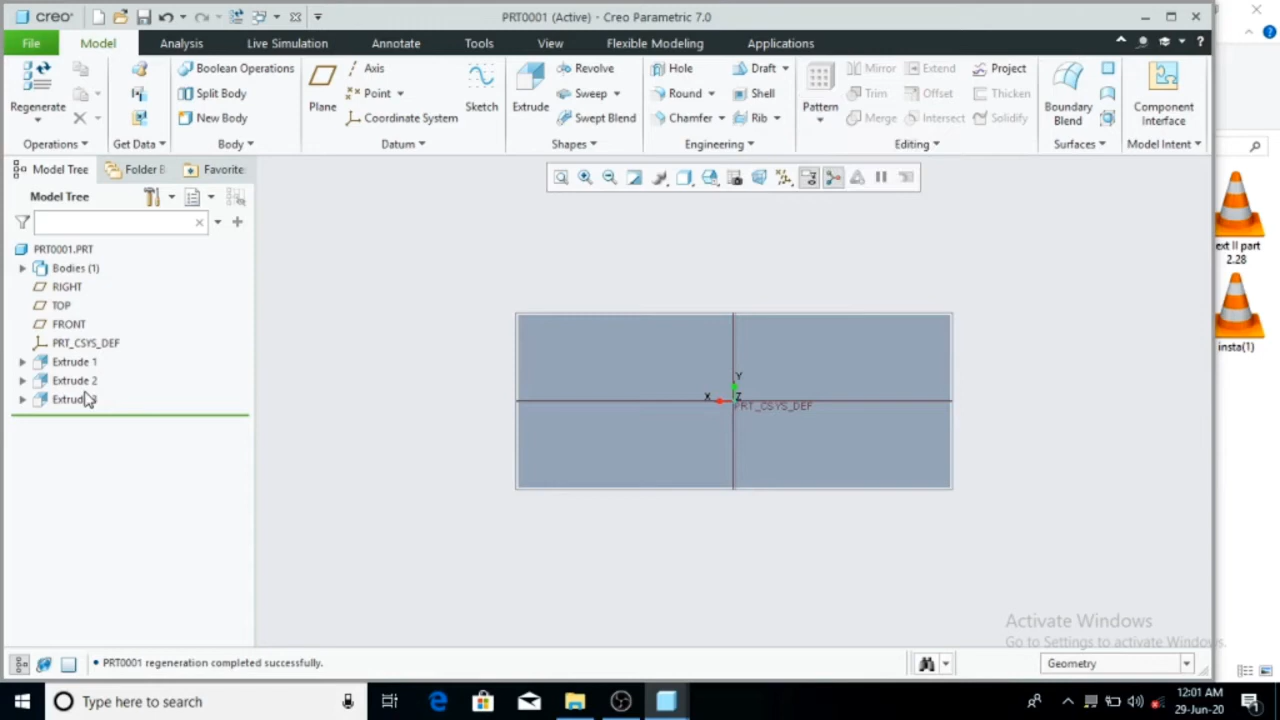 creo
PRT0001 (Active) - Creo Parametric 7.0
File Model Analysis Live Simulation Annotate Tools View Flexible Modeling Applications
Regenerate
Operations
Get Data
Boolean Operations
Split Body
New Body
Body
Plane
Axis
Point
Coordinate System
Sketch
Datum
Extrude
Revolve
Sweep
Swept Blend
Shapes
Hole
Round
Chamfer
Draft
Shell
Rib
Engineering
Pattern
Mirror
Trim
Merge
Extend
Offset
Intersect
Project
Thicken
Solidify
Editing
Boundary
Blend
Surfaces
Component
Interface
Model Intent
Model Tree
Folder B
Favorite
Model Tree
PRT0001.PRT
Bodies (1)
RIGHT
TOP
FRONT
PRT_CSYS_DEF
Extrude 1
Extrude 2
Y
X
Z
PRT_CSYS_DEF
ext II part
2.28
insta(1)
Activate Windows
Go to Settings to activate Windows.
PRT0001 regeneration completed successfully.
Geometry
Type here to search
12:01 AM
29-Jun-20